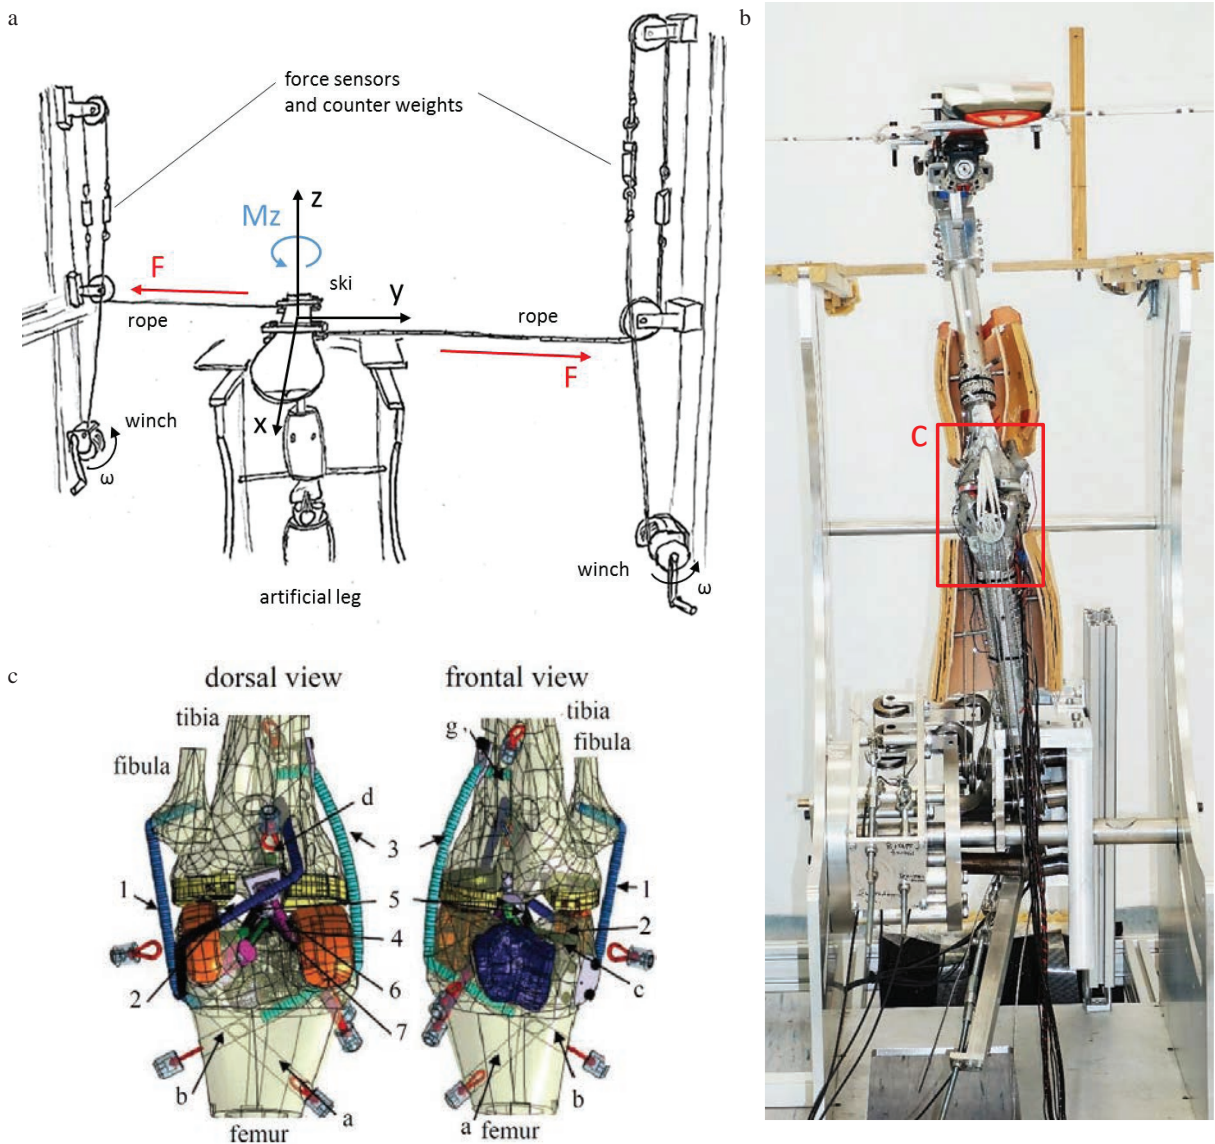 a
force sensors
and counter weights
z
Mz
F
ski
y
rope
rope
F
x
winch
ω
winch
ω
artificial leg
b
C
c
dorsal view
frontal view
tibia
tibia
g
fibula
fibula
d
3
1
5
1
2
4
2
6
c
7
b
a
b
a
femur
femur